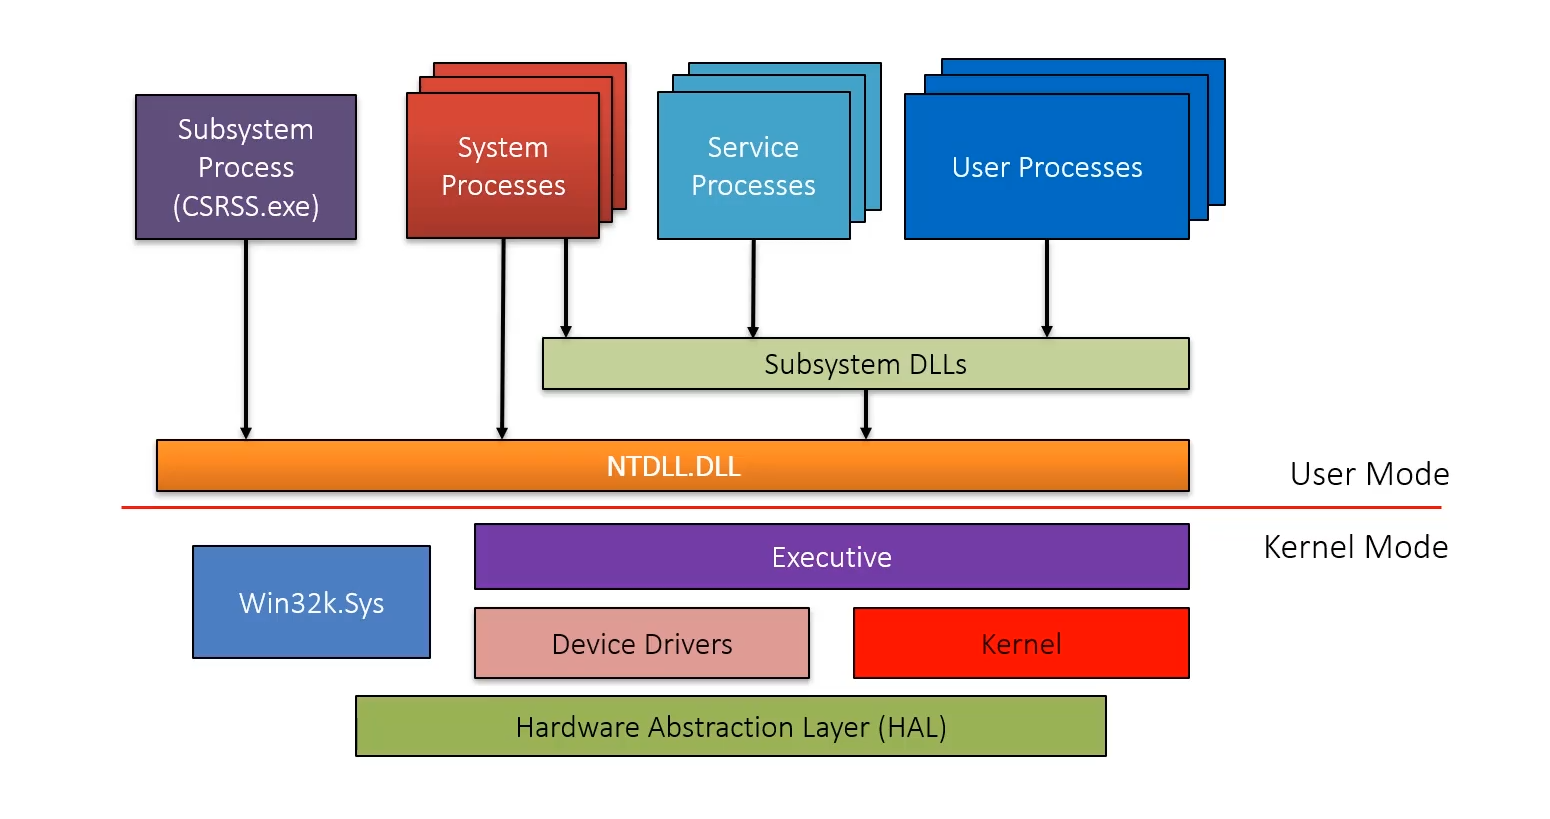 Subsystem
Process
(CSRSS.exe)
System
Processes
Service
Processes
User Processes
Subsystem DLLs
NTDLL.DLL
User Mode
Kernel Mode
Executive
Win32k.Sys
Device Drivers
Kernel
Hardware Abstraction Layer (HAL)